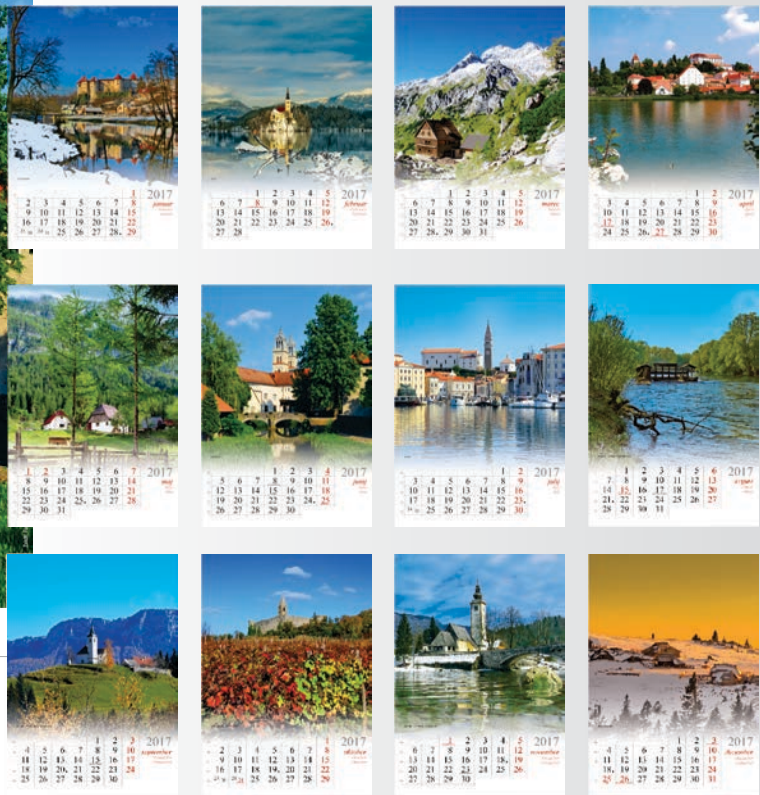 1 2017
2 3 4 5 6 7 8 januar
9 10 11 12 13 14 15
16 17 18 19 20 21 22
25 26 27 28 29
1 2 3 4 5 2017
6 7 8 9 10 11 12 februar
13 14 15 16 17 18 19
20 21 22 23 24 25 26
27 28
1 2 3 4 5 2017
6 7 8 9 10 11 12 marec
13 14 15 16 17 18 19
20 21 22 23 24 25 26
27 28 29 30 31
1 2 2017
3 4 5 6 7 8 9 april
10 11 12 13 14 15 16
17 18 19 20 21 22 23
24 25 26 27 28 29 30
1 2 3 4 5 6 7 2017
8 9 10 11 12 13 14 maj
15 16 17 18 19 20 21
22 23 24 25 26 27 28
29 30 31
1 2 3 4 2017
5 6 7 8 9 10 11 junij
12 13 14 15 16 17 18
19 20 21 22 23 24 25
26 27 28 29 30
1 2 2017
3 4 5 6 7 8 9 julij
10 11 12 13 14 15 16
17 18 19 20 21 22 23
25 26 27 28 29 30
1 2 3 4 5 6 2017
7 8 9 10 11 12 13 avgust
14 15 16 17 18 19 20
21 22 23 24 25 26 27
28 29 30 31
1 2 3 2017
4 5 6 7 8 9 10 september
11 12 13 14 15 16 17
18 19 20 21 22 23 24
25 26 27 28 29 30
1 2017
2 3 4 5 6 7 8 oktober
9 10 11 12 13 14 15
16 17 18 19 20 21 22
25 26 27 28 29
1 2 3 4 5 2017
6 7 8 9 10 11 12 november
13 14 15 16 17 18 19
20 21 22 23 24 25 26
27 28 29 30
1 2 3 2017
4 5 6 7 8 9 10 december
11 12 13 14 15 16 17
18 19 20 21 22 23 24
25 26 27 28 29 30 31